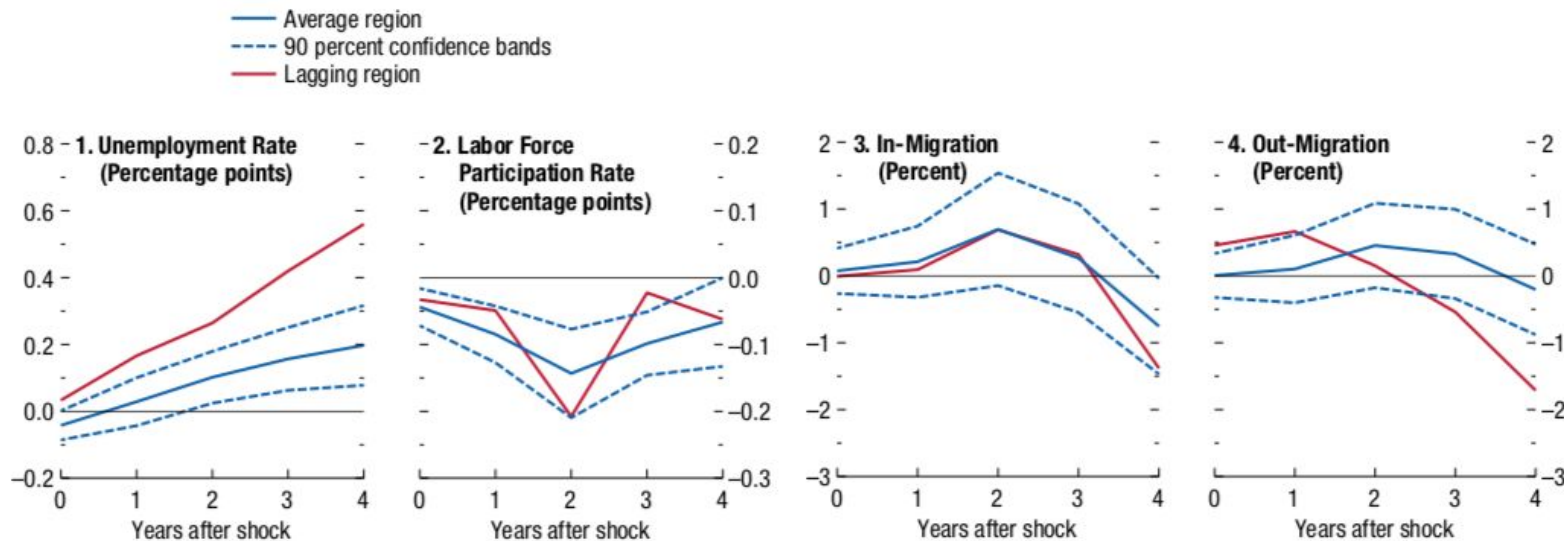 Average region
90 percent confidence bands
Lagging region
1. Unemployment Rate
(Percentage points)
0.8
0.6
0.4
0.2
0.0
–0.2
0 1 2 3 4
Years after shock
2. Labor Force
Participation Rate
(Percentage points)
0.2
0.1
0.0
–0.1
–0.2
–0.3
0 1 2 3 4
Years after shock
3. In-Migration
(Percent)
2
1
0
–1
–2
–3
0 1 2 3 4
Years after shock
4. Out-Migration
(Percent)
2
1
0
–1
–2
–3
0 1 2 3 4
Years after shock